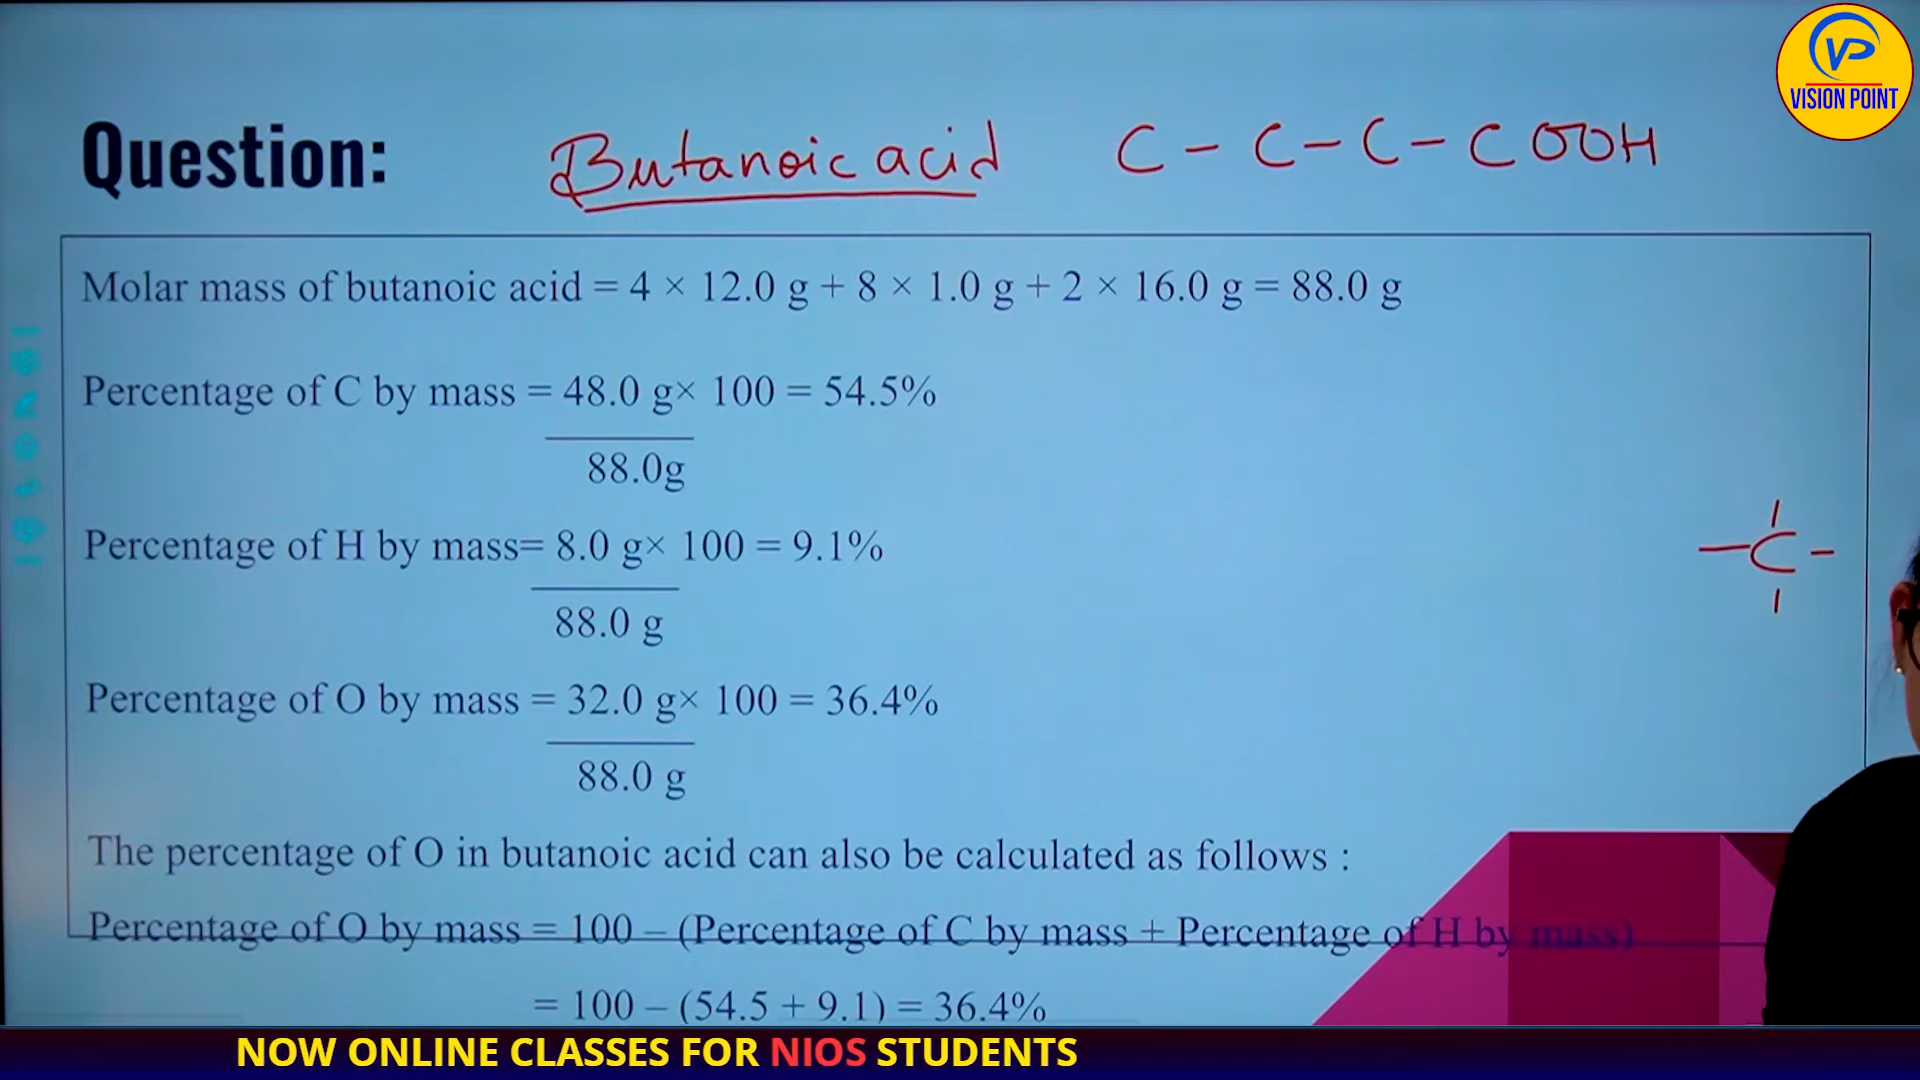 VP
VISION POINT
Question:
Butanoic acid C - C - C - COOH
Molar mass of butanoic acid = 4 × 12.0 g + 8 × 1.0 g + 2 × 16.0 g = 88.0 g
Percentage of C by mass = 48.0 g× 100 = 54.5%
88.0g
Percentage of H by mass= 8.0 g× 100 = 9.1%
88.0 g
-C-
Percentage of O by mass = 32.0 g× 100 = 36.4%
88.0 g
The percentage of O in butanoic acid can also be calculated as follows :
Percentage of O by mass = 100 – (Percentage of C by mass + Percentage of H by mass)
= 100 – (54.5 + 9.1) = 36.4%
NOW ONLINE CLASSES FOR NIOS STUDENTS